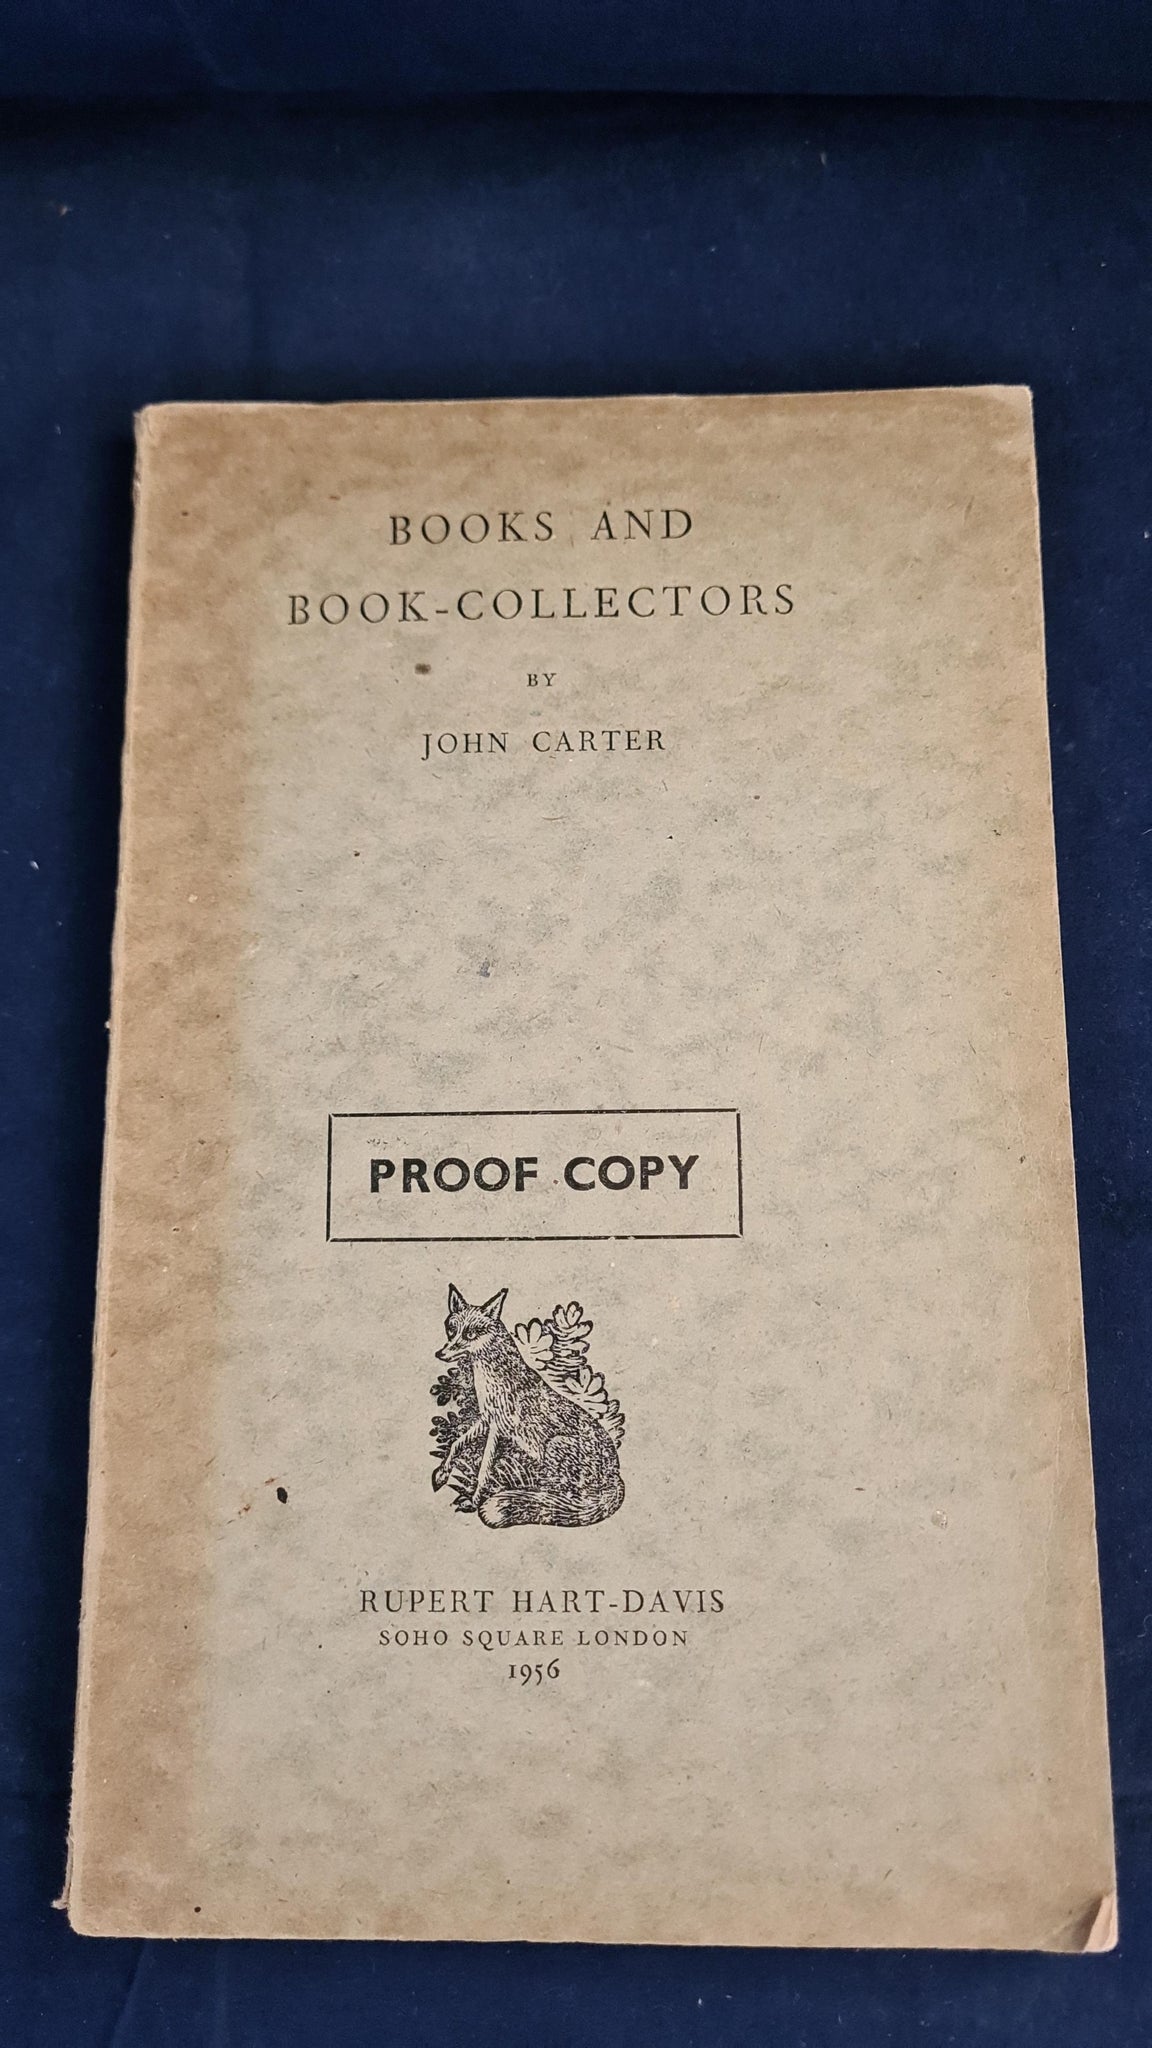 BOOKS AND
BOOK-COLLECTORS
BY
JOHN CARTER
PROOF COPY
RUPERT HART-DAVIS
SOHO SQUARE LONDON
1956